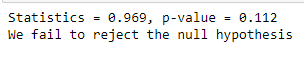 Statistics = 0.969, p-value = 0.112
We fail to reject the null hypothesis